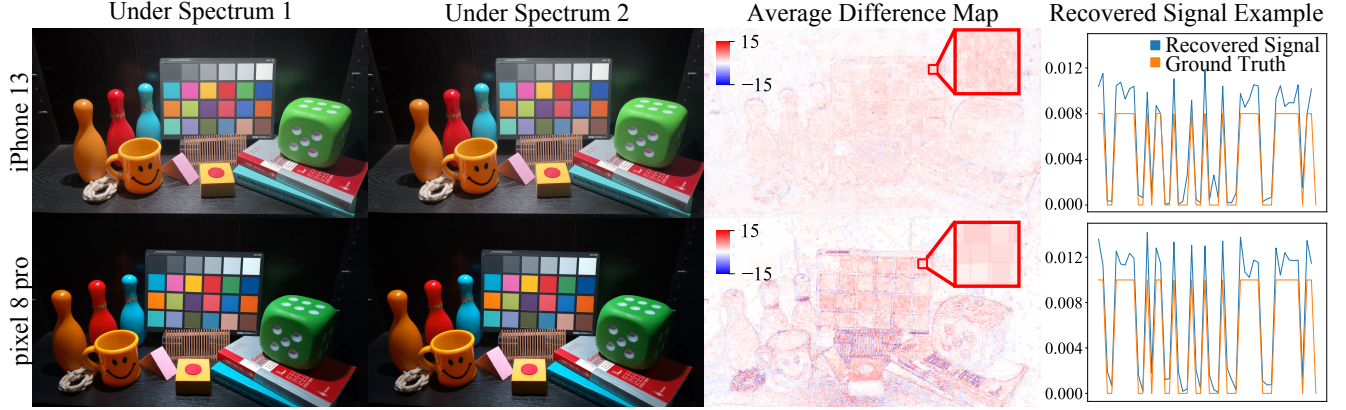 Under Spectrum 1
Under Spectrum 2
Average Difference Map
Recovered Signal Example
iPhone 13
15
−15
Recovered Signal
Ground Truth
0.012
0.008
0.004
0.000
pixel 8 pro
15
−15
0.012
0.008
0.004
0.000